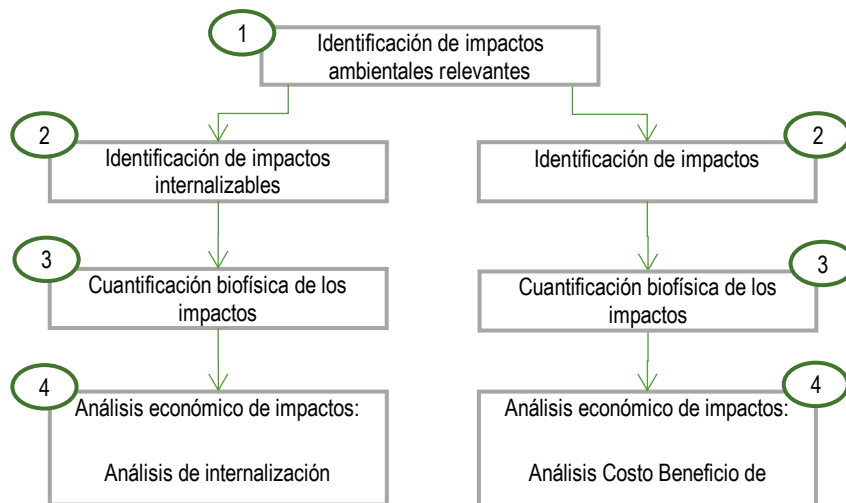 1
Identificación de impactos
ambientales relevantes
2
Identificación de impactos
internalizables
2
Identificación de impactos
3
Cuantificación biofísica de los
impactos
3
Cuantificación biofísica de los
impactos
4
Análisis económico de impactos:
Análisis de internalización
4
Análisis económico de impactos:
Análisis Costo Beneficio de